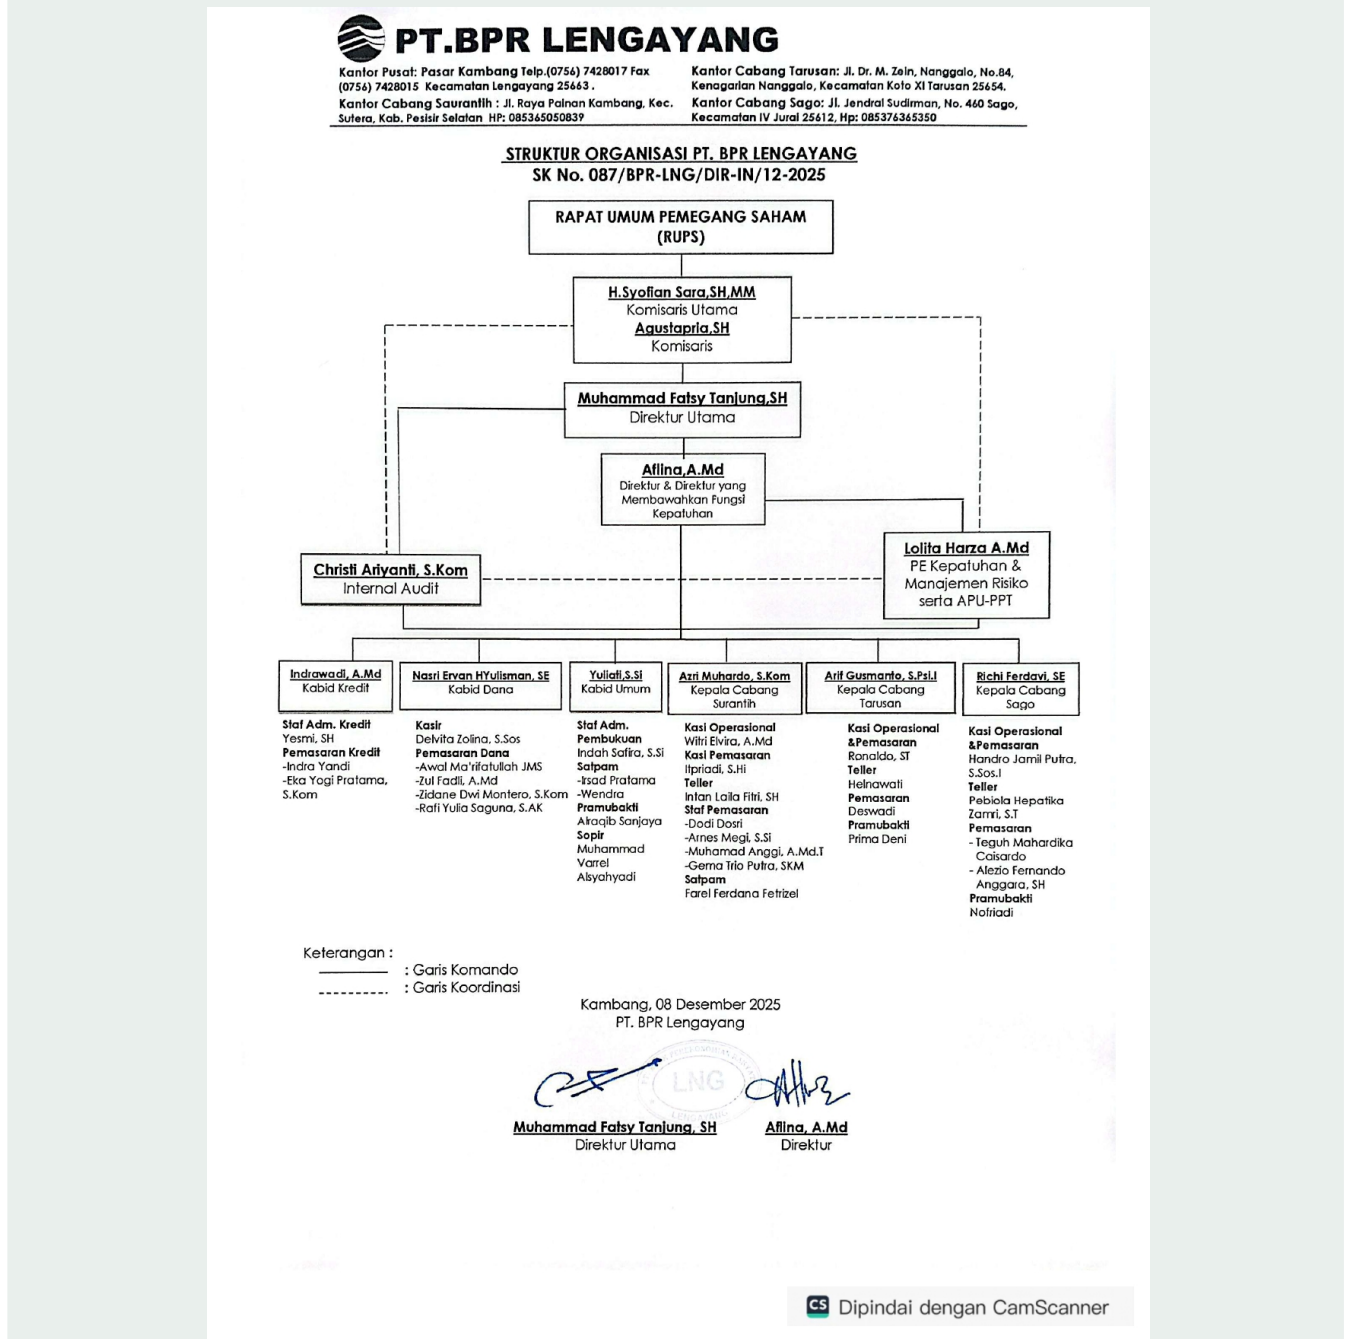 PT.BPR LENGAYANG
Kantor Pusat: Pasar Kambang Telp.(0756) 7428017 Fax
(0756) 7428015 Kecamatan Lengayang 25663 .
Kantor Cabang Saurantih : Jl. Raya Painan Kambang, Kec.
Sutera, Kab. Pesisir Selatan HP: 085365050839
Kantor Cabang Tarusan: Jl. Dr. M. Zein, Nanggalo, No.84,
Kenagarian Nanggalo, Kecamatan Koto XI Tarusan 25654.
Kantor Cabang Sago: Jl. Jendral Sudirman, No. 460 Sago,
Kecamatan IV Jurai 25612, Hp: 085376365350
STRUKTUR ORGANISASI PT. BPR LENGAYANG
SK No. 087/BPR-LNG/DIR-IN/12-2025
RAPAT UMUM PEMEGANG SAHAM
(RUPS)
H.Syofian Sara,SH,MM
Komisaris Utama
Agustapria,SH
Komisaris
Muhammad Fatsy Tanjung,SH
Direktur Utama
Aflina,A.Md
Direktur & Direktur yang
Membawahkan Fungsi
Kepatuhan
Christi Ariyanti, S.Kom
Internal Audit
Lolita Harza A.Md
PE Kepatuhan &
Manajemen Risiko
serta APU-PPT
Indrawadi, A.Md
Kabid Kredit
Staf Adm. Kredit
Yesmi, SH
Pemasaran Kredit
-Indra Yandi
-Eka Yogi Pratama,
S.Kom
Nasri Ervan HYulisman, SE
Kabid Dana
Kasir
Delvita Zolina, S.Sos
Pemasaran Dana
-Awal Ma'rifatullah JMS
-Zul Fadli, A.Md
-Zidane Dwi Montero, S.Kom
-Rafi Yulia Saguna, S.AK
Yuliati,S.Si
Kabid Umum
Staf Adm.
Pembukuan
Indah Safira, S.Si
Satpam
-Irsad Pratama
-Wendra
Pramubakti
Alraqib Sanjaya
Sopir
Muhammad
Varrel
Alsyahyadi
Azri Muhardo, S.Kom
Kepala Cabang
Surantih
Kasi Operasional
Witri Elvira, A.Md
Kasi Pemasaran
Itpriadi, S.Hi
Teller
Intan Laila Fitri, SH
Staf Pemasaran
-Dodi Dosri
-Arnes Megi, S.Si
-Muhamad Anggi, A.Md.T
-Gema Trio Putra, SKM
Satpam
Farel Ferdana Fetrizel
Arif Gusmanto, S.Psi.I
Kepala Cabang
Tarusan
Kasi Operasional
&Pemasaran
Ronaldo, ST
Teller
Helnawati
Pemasaran
Deswadi
Pramubakti
Prima Deni
Richi Ferdavi, SE
Kepala Cabang
Sago
Kasi Operasional
&Pemasaran
Handro Jamil Putra,
S.Sos.I
Teller
Pebiola Hepatika
Zamri, S.T
Pemasaran
- Teguh Mahardika
Caisardo
- Alezio Fernando
Anggara, SH
Pramubakti
Nofriadi
Keterangan :
: Garis Komando
: Garis Koordinasi
Kambang, 08 Desember 2025
PT. BPR Lengayang
LNG
LENGAYANG
Muhammad Fatsy Tanjung, SH
Direktur Utama
Aflina, A.Md
Direktur
CS Dipindai dengan CamScanner